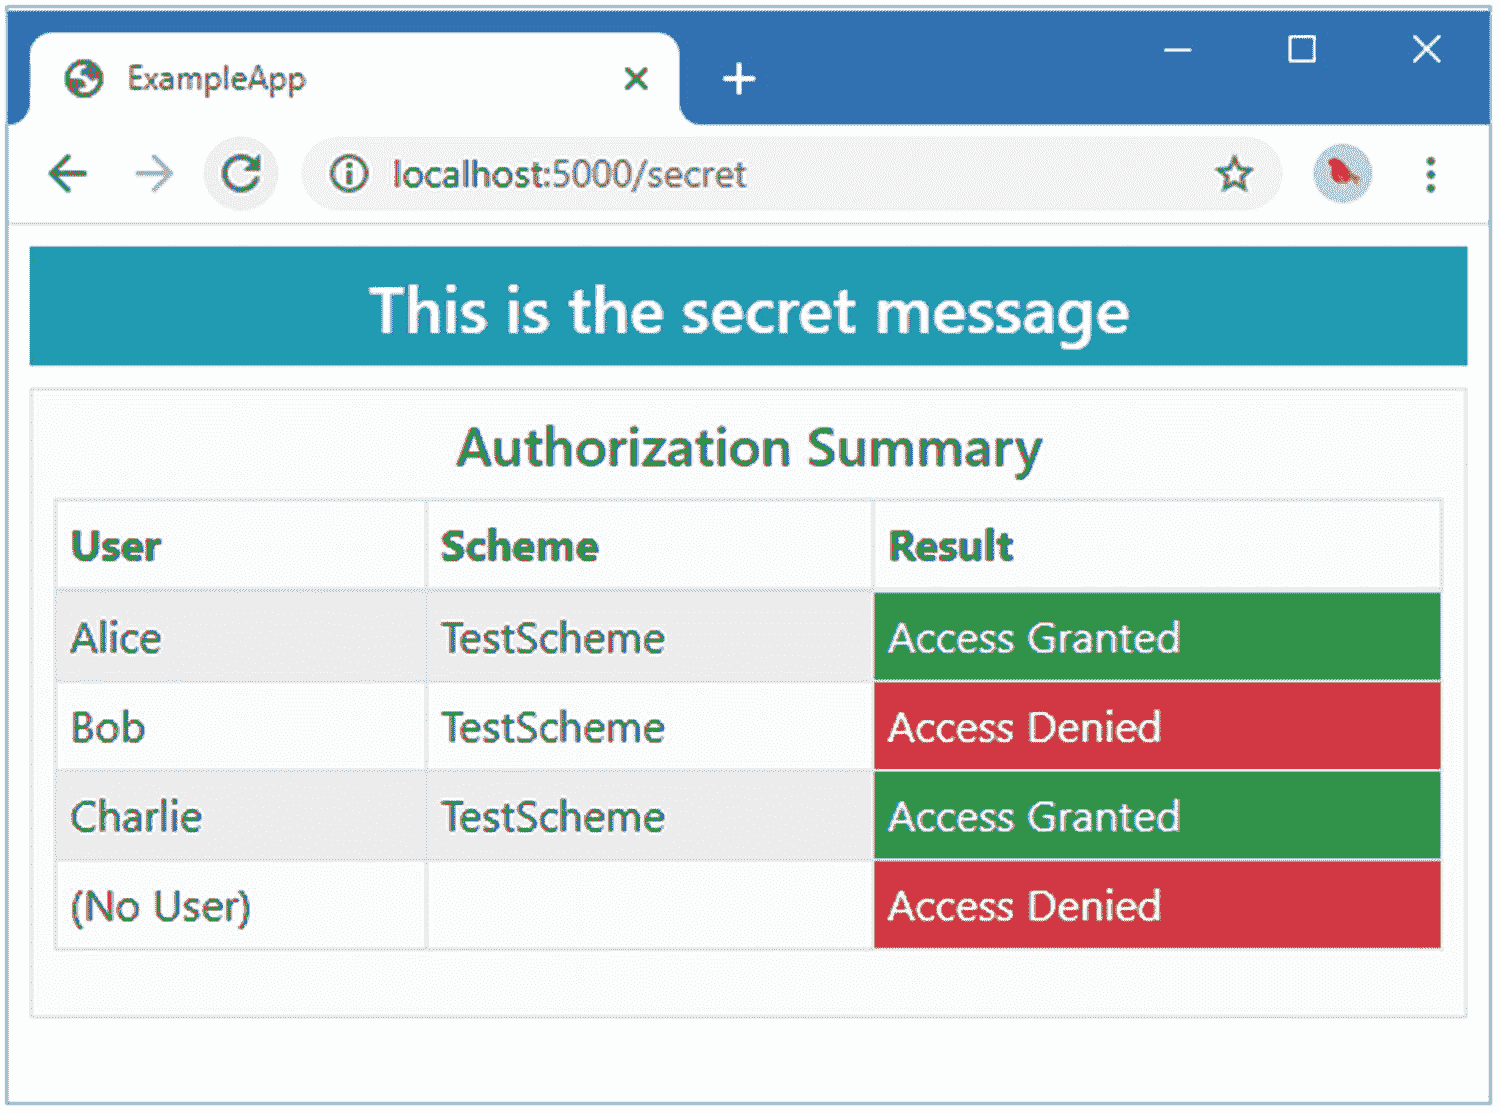 ExampleApp
localhost:5000/secret
This is the secret message
Authorization Summary
User Scheme Result
Alice TestScheme Access Granted
Bob TestScheme Access Denied
Charlie TestScheme Access Granted
(No User) Access Denied